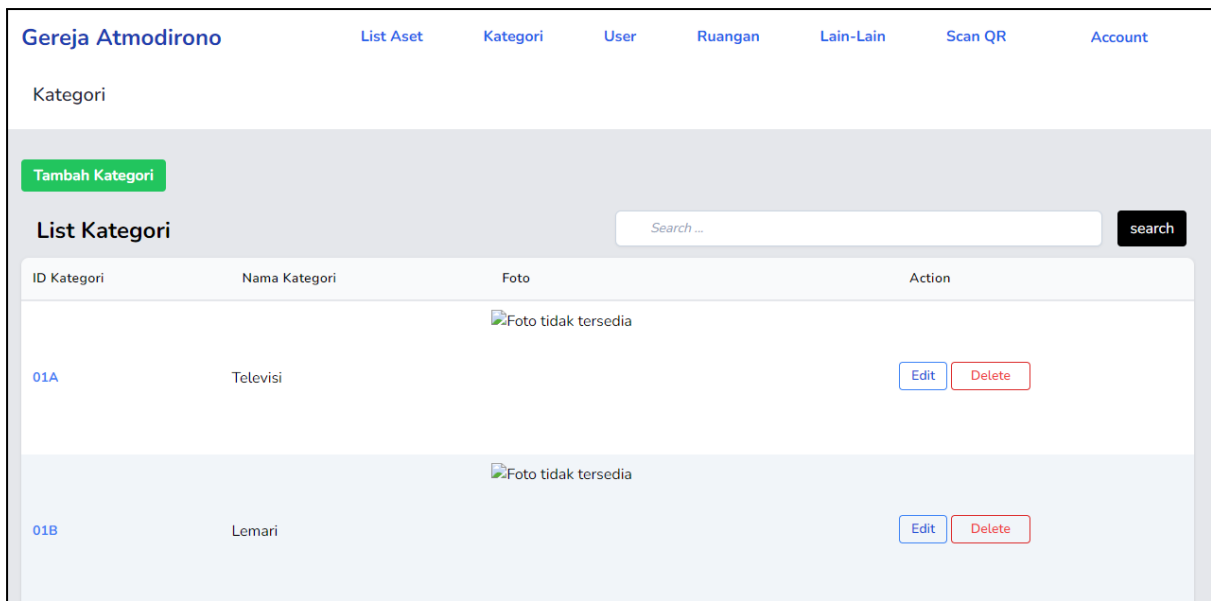 Gereja Atmodirono List Aset Kategori User Ruangan Lain-Lain Scan QR Account
Kategori
Tambah Kategori
List Kategori Search ... search
ID Kategori Nama Kategori Foto Action
Foto tidak tersedia
01A Televisi Edit Delete
Foto tidak tersedia
01B Lemari Edit Delete